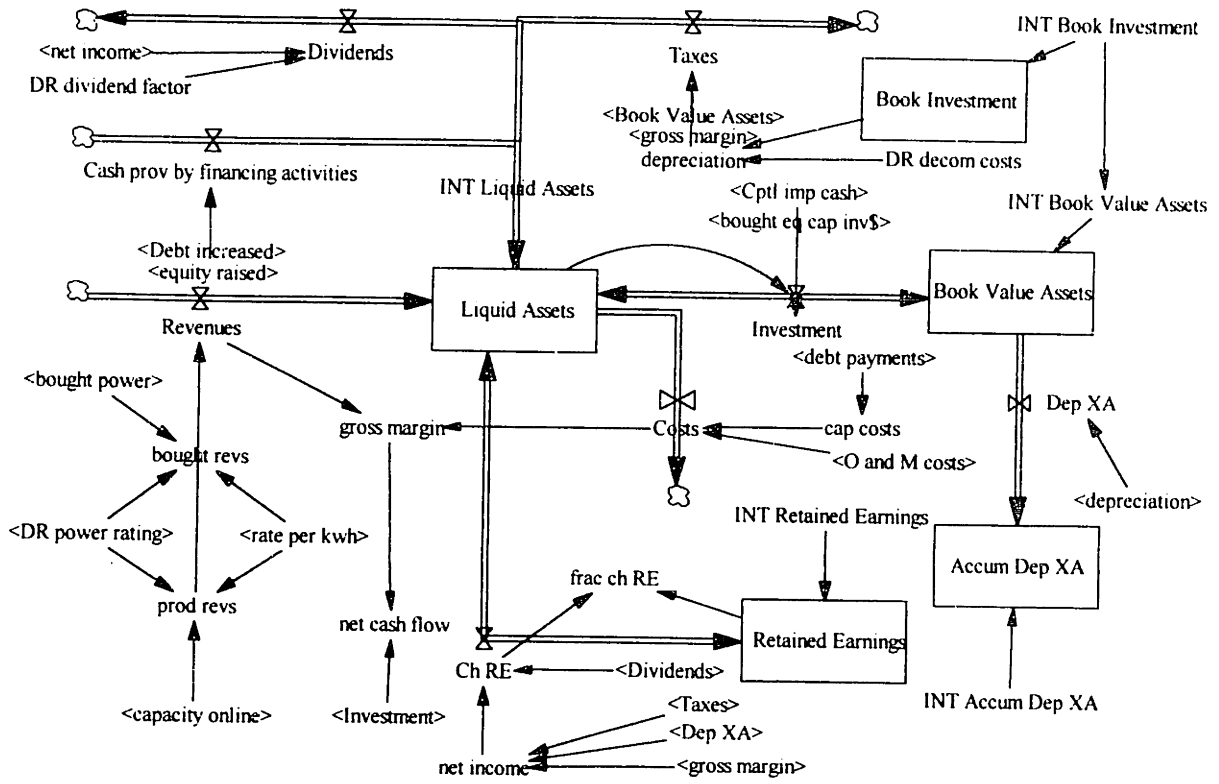 INT Book Investment
<net income>
Dividends
Taxes
DR dividend factor
Book Investment
<Book Value Assets>
<gross margin>
depreciation
DR decom costs
Cash prov by financing activities
INT Liquid Assets
<Cptl imp cash>
<bought eq cap inv$>
INT Book Value Assets
<Debt increased>
<equity raised>
Liquid Assets
Book Value Assets
Revenues
Investment
<debt payments>
<bought power>
Dep XA
gross margin
Costs
cap costs
bought revs
<O and M costs>
<depreciation>
INT Retained Earnings
<DR power rating>
<rate per kwh>
Accum Dep XA
frac ch RE
prod revs
net cash flow
Retained Earnings
Ch RE
<Dividends>
<capacity online>
<Investment>
<Taxes>
INT Accum Dep XA
<Dep XA>
net income
<gross margin>